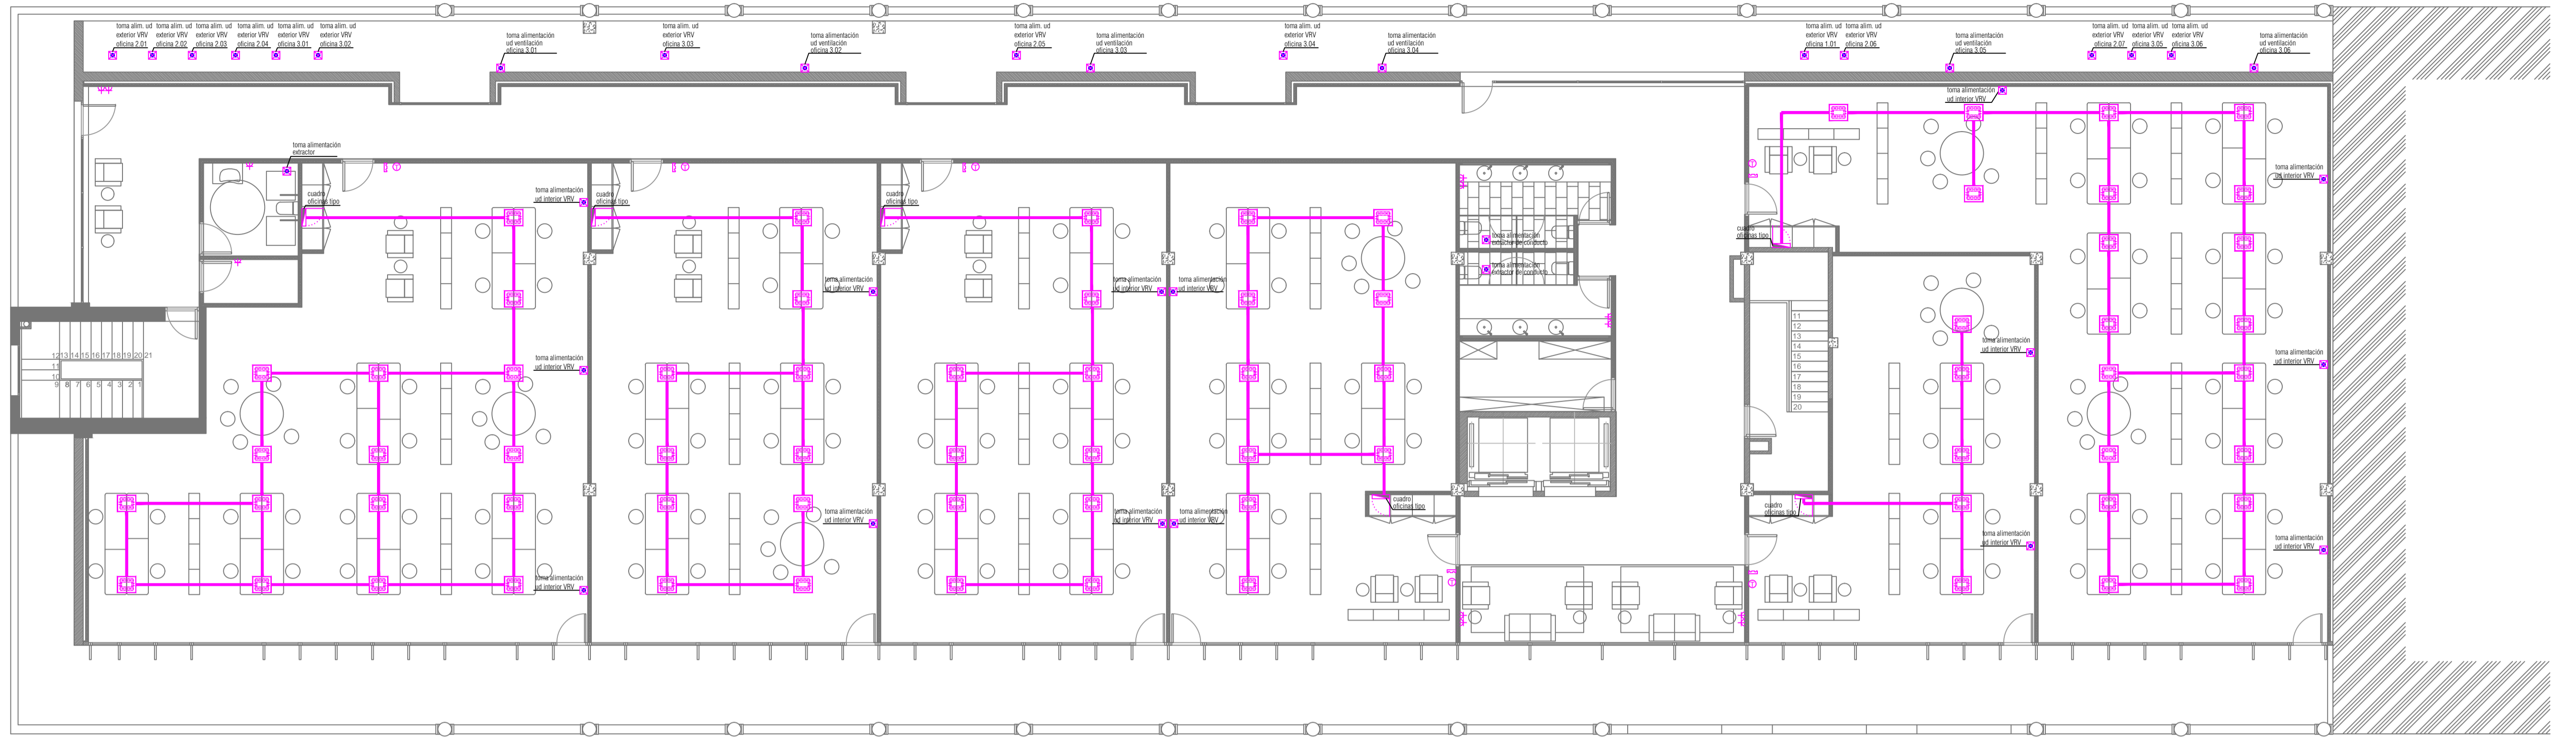 toma alim. ud
exterior VRV
oficina 2.01
toma alim. ud
exterior VRV
oficina 2.02
toma alim. ud
exterior VRV
oficina 2.03
toma alim. ud
exterior VRV
oficina 2.04
toma alim. ud
exterior VRV
oficina 3.01
toma alim. ud
exterior VRV
oficina 3.02
toma alimentación
ud ventilación
oficina 3.01
toma alim. ud
exterior VRV
oficina 3.03
toma alimentación
ud ventilación
oficina 3.02
toma alim. ud
exterior VRV
oficina 2.05
toma alimentación
ud ventilación
oficina 3.03
toma alim. ud
exterior VRV
oficina 3.04
toma alimentación
ud ventilación
oficina 3.04
toma alim. ud
exterior VRV
oficina 1.01
toma alim. ud
exterior VRV
oficina 2.06
toma alimentación
ud ventilación
oficina 3.05
toma alim. ud
exterior VRV
oficina 2.07
toma alim. ud
exterior VRV
oficina 3.05
toma alim. ud
exterior VRV
oficina 3.06
toma alimentación
ud ventilación
oficina 3.06
toma alimentación
ud interior VRV
toma alimentación
extractor
cuadro
oficinas tipo
toma alimentación
ud interior VRV
cuadro
oficinas tipo
cuadro
oficinas tipo
toma alimentación
ud interior VRV
toma alimentación
extractor de conducto
toma alimentación
extractor de conducto
cuadro
oficinas tipo
toma alimentación
ud interior VRV
toma alimentación
ud interior VRV
toma alimentación
ud interior VRV
11
12
13
14
15
16
17
18
19
20
12 13 14 15 16 17 18 19 20 21
11
10
9 8 7 6 5 4 3 2 1
toma alimentación
ud interior VRV
toma alimentación
ud interior VRV
toma alimentación
ud interior VRV
cuadro
oficinas tipo
cuadro
oficinas tipo
toma alimentación
ud interior VRV
toma alimentación
ud interior VRV
toma alimentación
ud interior VRV
toma alimentación
ud interior VRV
toma alimentación
ud interior VRV
toma alimentación
ud interior VRV